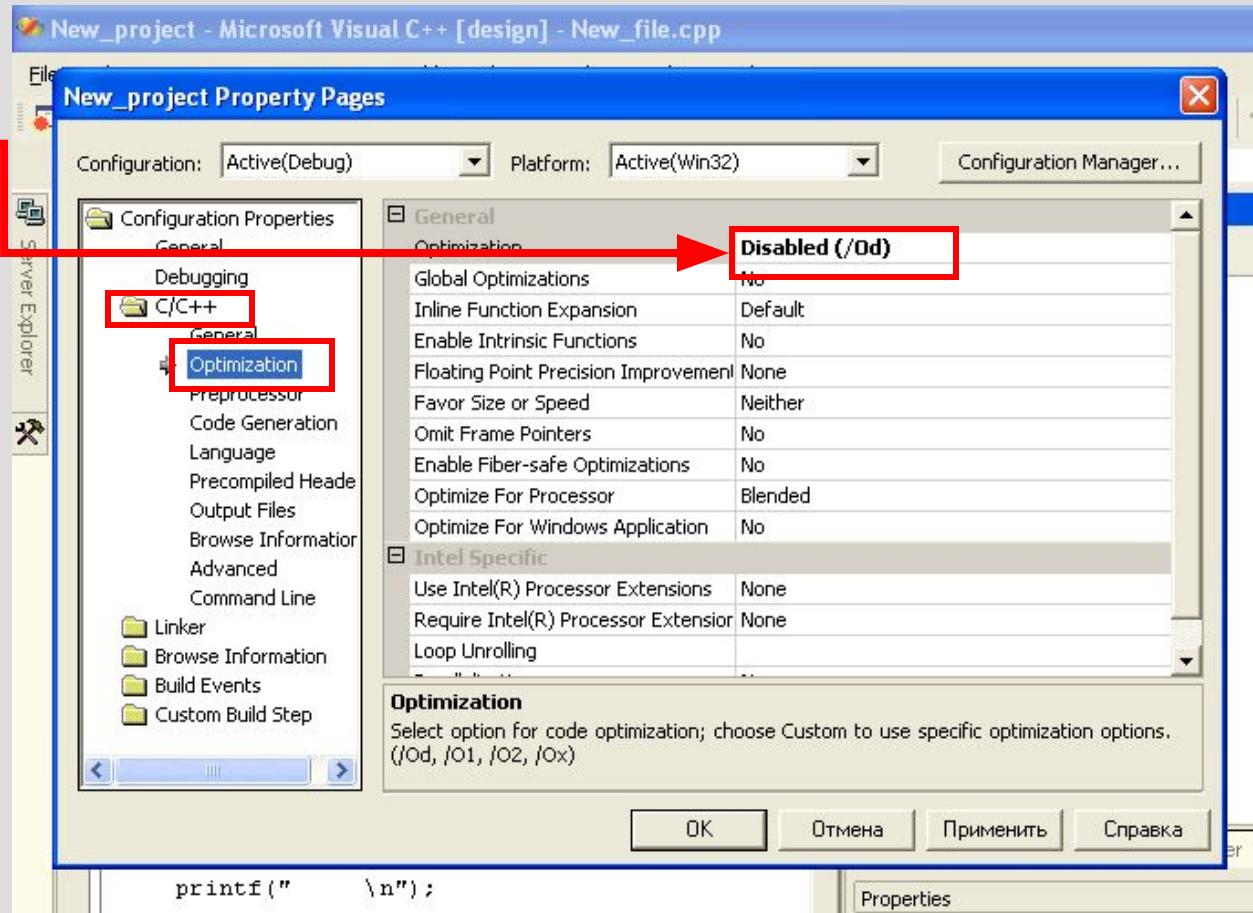 New_project - Microsoft Visual C++ [design] - New_file.cpp
File
New_project Property Pages
Configuration: Active(Debug) Platform: Active(Win32) Configuration Manager...
Server Explorer
Configuration Properties
General
Debugging
C/C++
General
Optimization
Preprocessor
Code Generation
Language
Precompiled Heade
Output Files
Browse Information
Advanced
Command Line
Linker
Browse Information
Build Events
Custom Build Step
General
Optimization Disabled (/Od)
Global Optimizations No
Inline Function Expansion Default
Enable Intrinsic Functions No
Floating Point Precision Improvement None
Favor Size or Speed Neither
Omit Frame Pointers No
Enable Fiber-safe Optimizations No
Optimize For Processor Blended
Optimize For Windows Application No
Intel Specific
Use Intel(R) Processor Extensions None
Require Intel(R) Processor Extension None
Loop Unrolling
Optimization
Select option for code optimization; choose Custom to use specific optimization options.
(/Od, /O1, /O2, /Ox)
OK Отмена Применить Справка
er
printf(" \n");
Properties